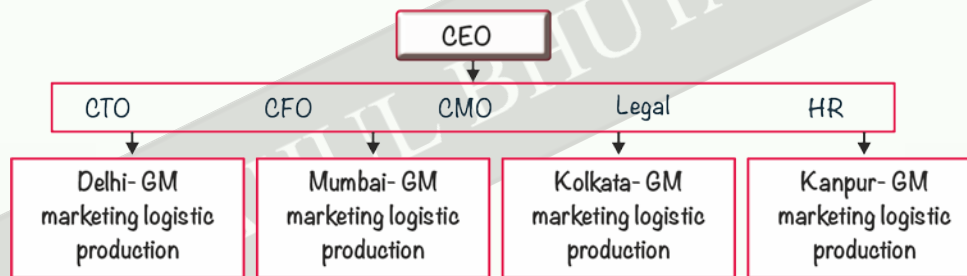 CEO
CTO CFO CMO Legal HR
Delhi- GM
marketing logistic
production
Mumbai- GM
marketing logistic
production
Kolkata- GM
marketing logistic
production
Kanpur- GM
marketing logistic
production